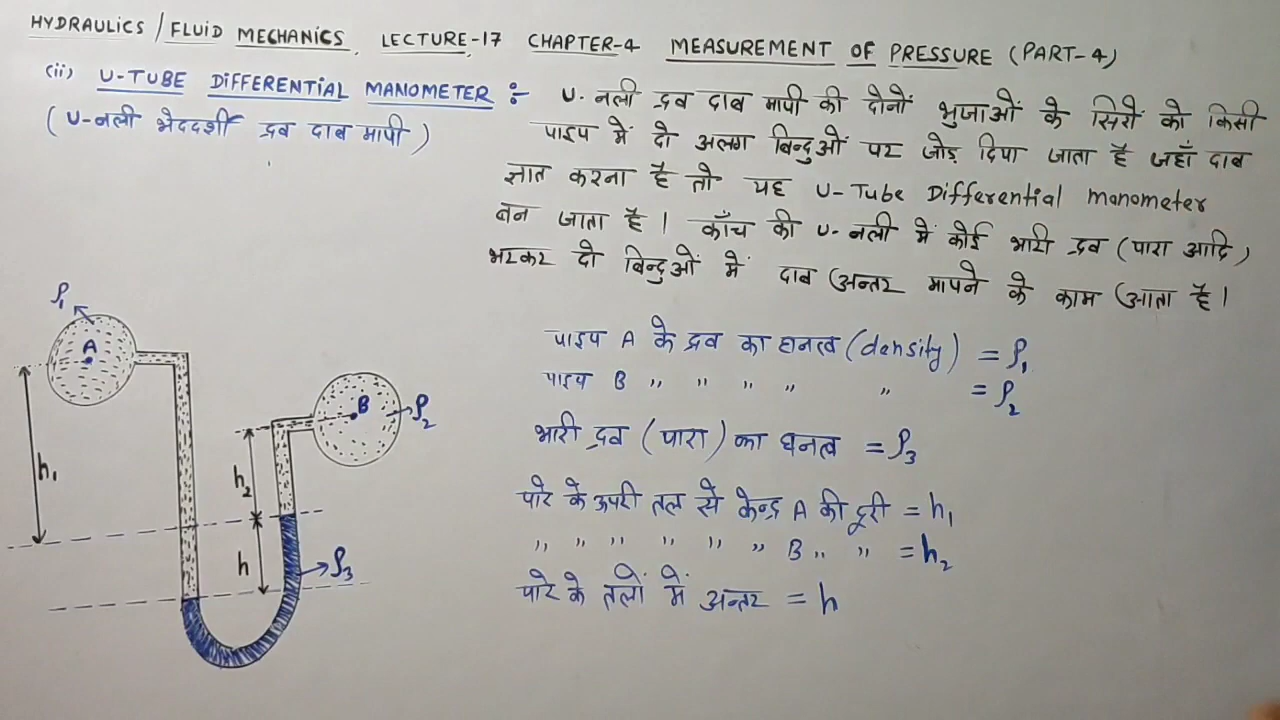 HYDRAULICS / FLUID MECHANICS, LECTURE-17 CHAPTER-4 MEASUREMENT OF PRESSURE (PART-4)
(ii) U-TUBE DIFFERENTIAL MANOMETER :-
(U-नली भेददर्शी द्रव दाब मापी)
U-नली द्रव दाब मापी की दोनों भुजाओं के सिरों को किसी
पाइप में दो अलग बिन्दुओं पर जोड़ दिया जाता है जहाँ दाब
ज्ञात करना है तो यह U-Tube Differential manometer
बन जाता है। काँच की U-नली में कोई भारी द्रव (पारा आदि)
भरकर दो बिन्दुओं में दाब अन्तर मापने के काम आता है।
पाइप A के द्रव का घनत्व (density) = ρ₁
पाइप B ,, ,, ,, ,, ,, = ρ₂
भारी द्रव (पारा) का घनत्व = ρ₃
पारे के ऊपरी तल से केन्द्र A की दूरी = h₁
,, ,, ,, ,, ,, ,, B ,, ,, = h₂
पारे के तलों में अन्तर = h
ρ₁
A
B
ρ₂
h₁
h₂
h
ρ₃